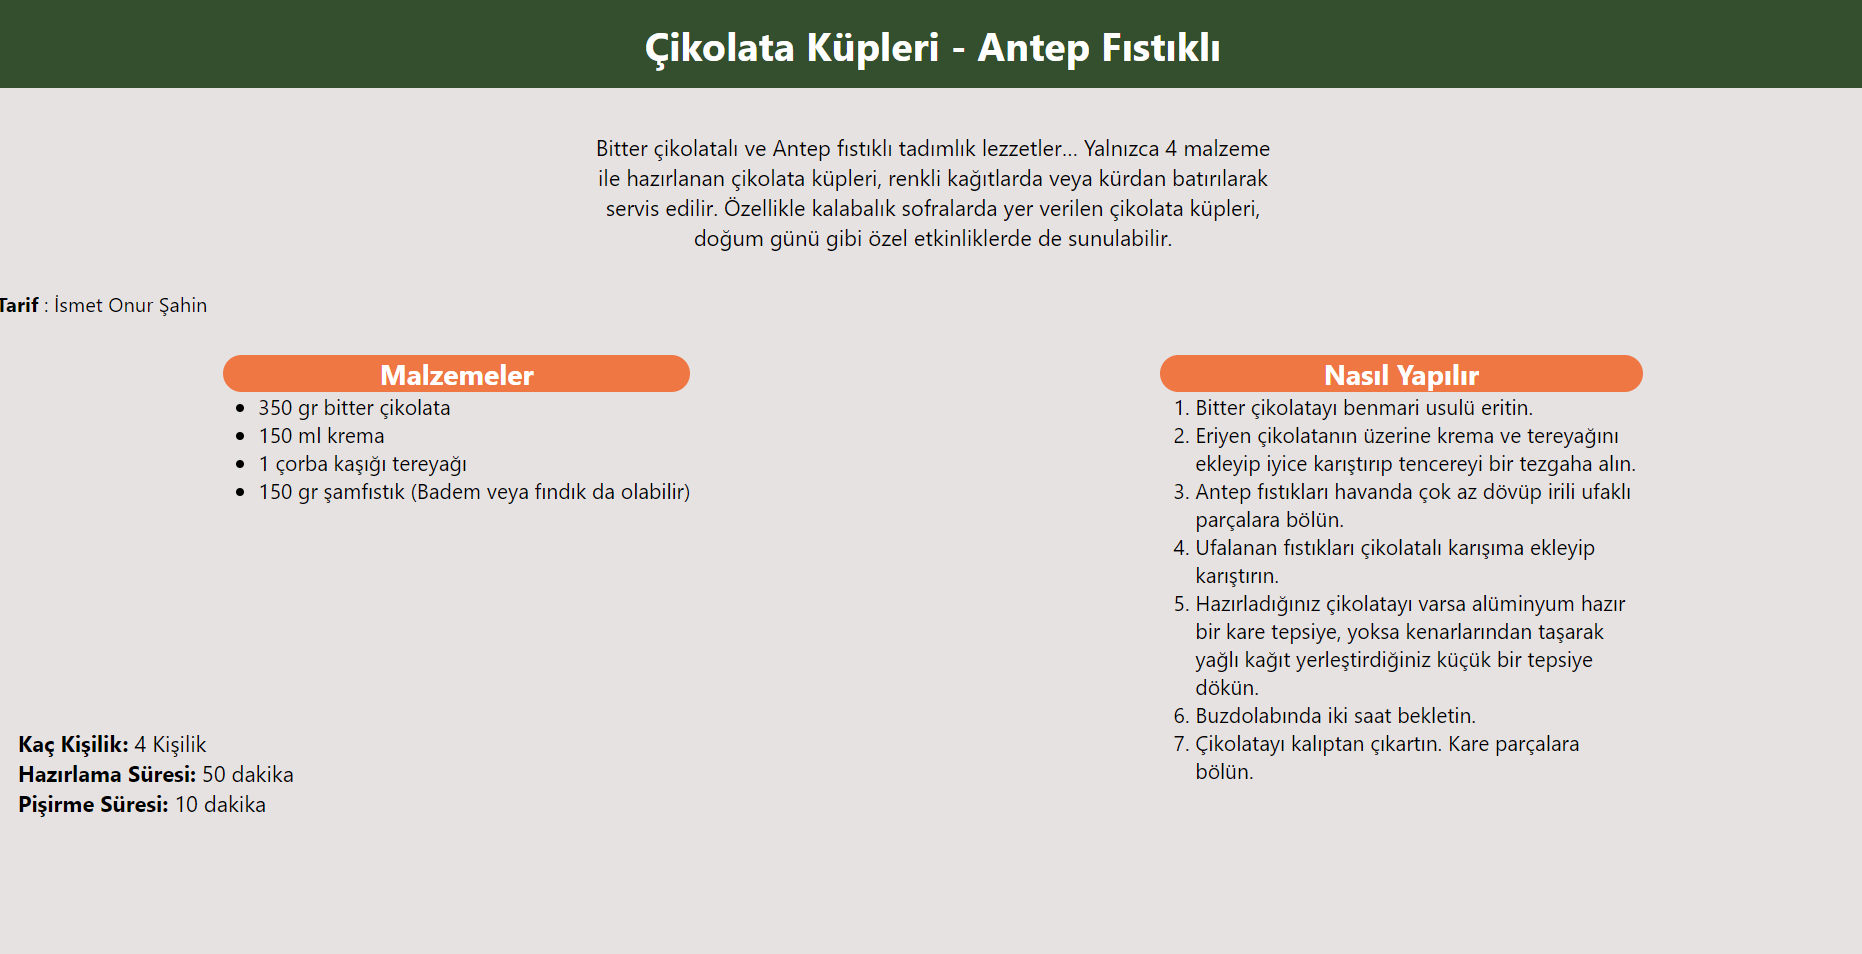 Çikolata Küpleri - Antep Fıstıklı
Bitter çikolatalı ve Antep fıstıklı tadımlık lezzetler... Yalnızca 4 malzeme
ile hazırlanan çikolata küpleri, renkli kağıtlarda veya kürdan batırılarak
servis edilir. Özellikle kalabalık sofralarda yer verilen çikolata küpleri,
doğum günü gibi özel etkinliklerde de sunulabilir.
Tarif : İsmet Onur Şahin
Malzemeler
• 350 gr bitter çikolata
• 150 ml krema
• 1 çorba kaşığı tereyağı
• 150 gr şamfıstık (Badem veya fındık da olabilir)
Nasıl Yapılır
1. Bitter çikolatayı benmari usulü eritin.
2. Eriyen çikolatanın üzerine krema ve tereyağını
ekleyip iyice karıştırıp tencereyi bir tezgaha alın.
3. Antep fıstıkları havanda çok az dövüp irili ufaklı
parçalara bölün.
4. Ufalanan fıstıkları çikolatalı karışıma ekleyip
karıştırın.
5. Hazırladığınız çikolatayı varsa alüminyum hazır
bir kare tepsiye, yoksa kenarlarından taşarak
yağlı kağıt yerleştirdiğiniz küçük bir tepsiye
dökün.
6. Buzdolabında iki saat bekletin.
7. Çikolatayı kalıptan çıkartın. Kare parçalara
bölün.
Kaç Kişilik: 4 Kişilik
Hazırlama Süresi: 50 dakika
Pişirme Süresi: 10 dakika